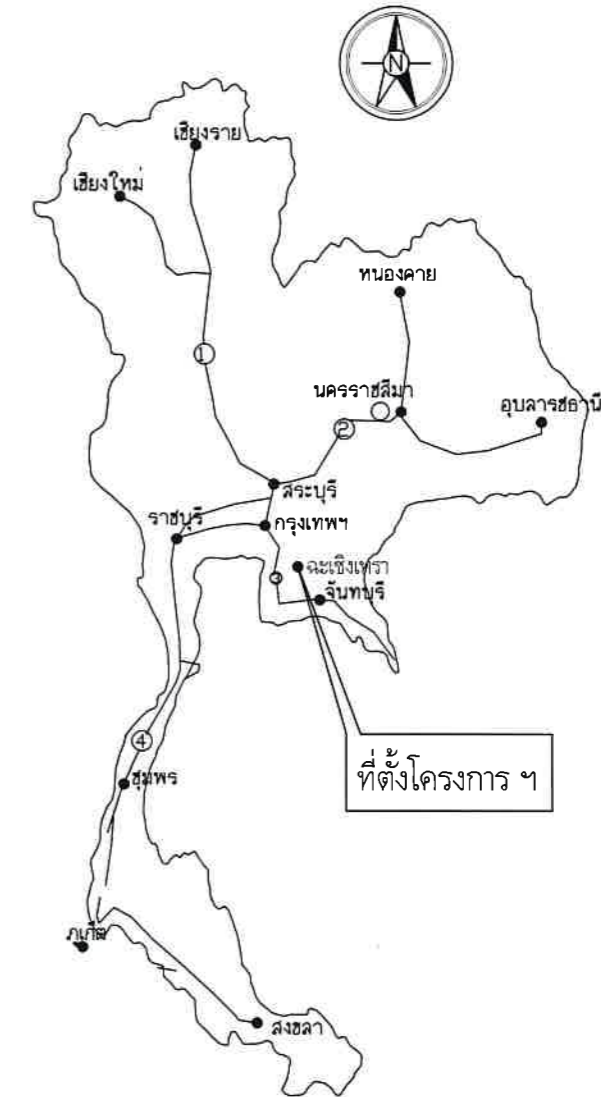 N
เชียงราย
เชียงใหม่
หนองคาย
1
นครราชสีมา
อุบลราชธานี
2
สระบุรี
ราชบุรี
กรุงเทพฯ
ฉะเชิงเทรา
3
จันทบุรี
4
ที่ตั้งโครงการ ฯ
ชุมพร
ภูเก็ต
สงขลา